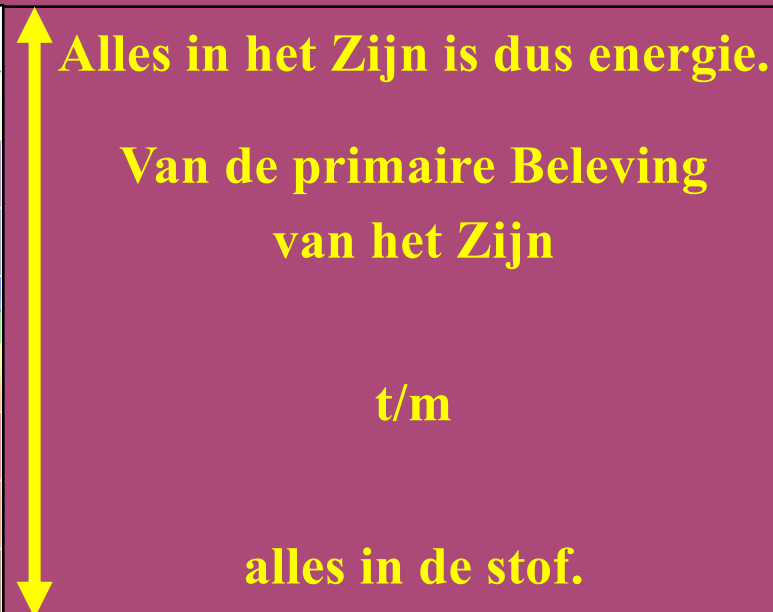 Alles in het Zijn is dus energie.
Van de primaire Beleving
van het Zijn
t/m
alles in de stof.